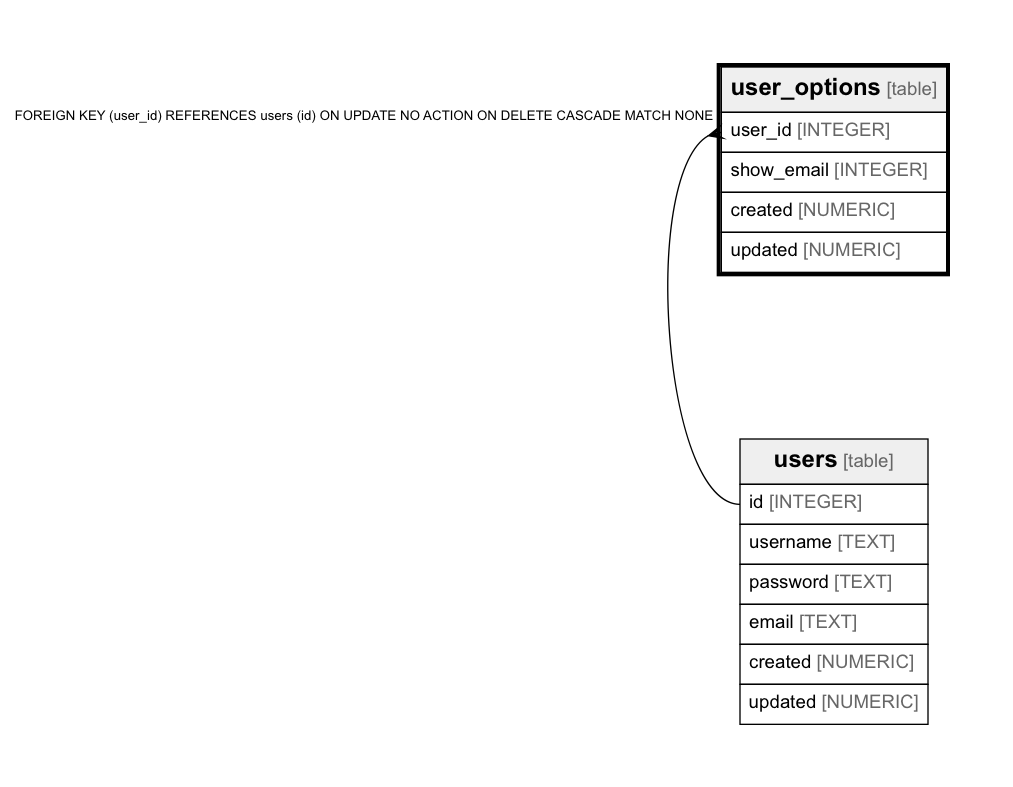 user_options [table]
FOREIGN KEY (user_id) REFERENCES users (id) ON UPDATE NO ACTION ON DELETE CASCADE MATCH NONE
user_id [INTEGER]
show_email [INTEGER]
created [NUMERIC]
updated [NUMERIC]
users [table]
id [INTEGER]
username [TEXT]
password [TEXT]
email [TEXT]
created [NUMERIC]
updated [NUMERIC]